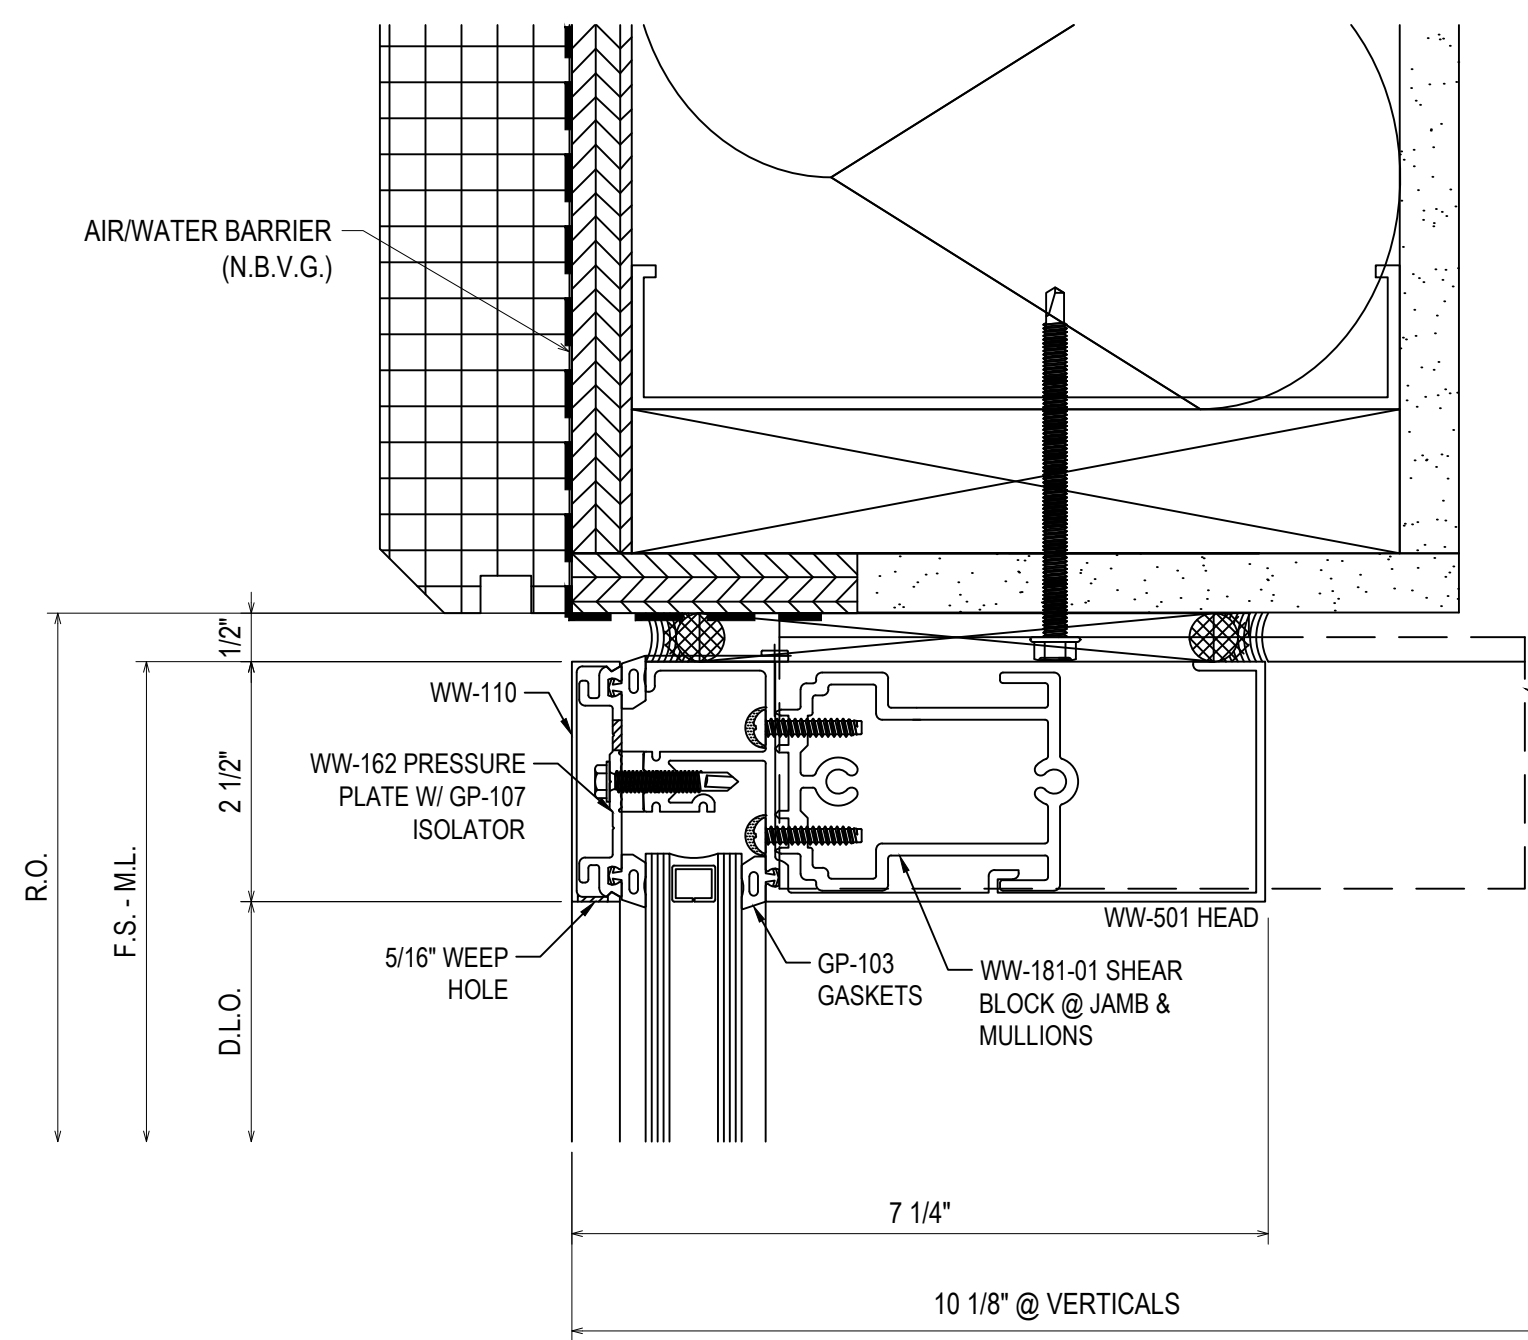 AIR/WATER BARRIER
(N.B.V.G.)
1/2"
WW-110
2 1/2"
WW-162 PRESSURE
PLATE W/ GP-107
ISOLATOR
R.O.
F.S. - M.L.
D.L.O.
5/16" WEEP
HOLE
GP-103
GASKETS
WW-501 HEAD
WW-181-01 SHEAR
BLOCK @ JAMB &
MULLIONS
7 1/4"
10 1/8" @ VERTICALS